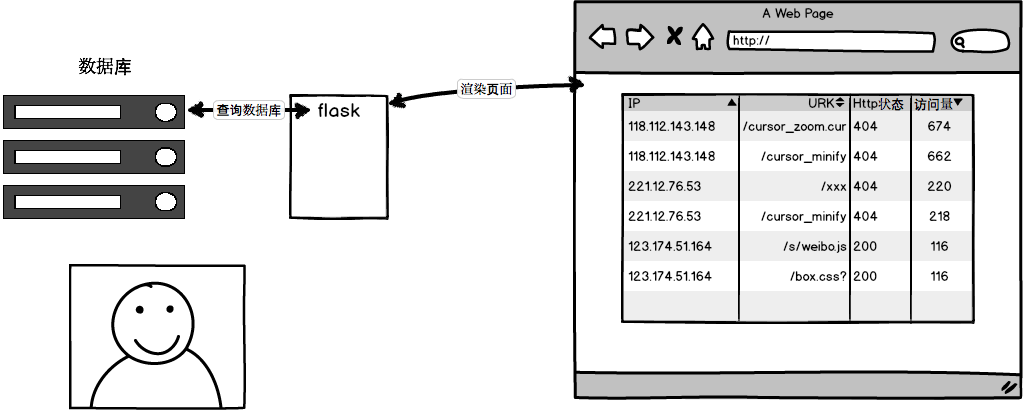 A Web Page
http://
数据库
查询数据库
flask
渲染页面
IP URK Http状态 访问量
118.112.143.148 /cursor_zoom.cur 404 674
118.112.143.148 /cursor_minify 404 662
221.12.76.53 /xxx 404 220
221.12.76.53 /cursor_minify 404 218
123.174.51.164 /s/weibo.js 200 116
123.174.51.164 /box.css? 200 116